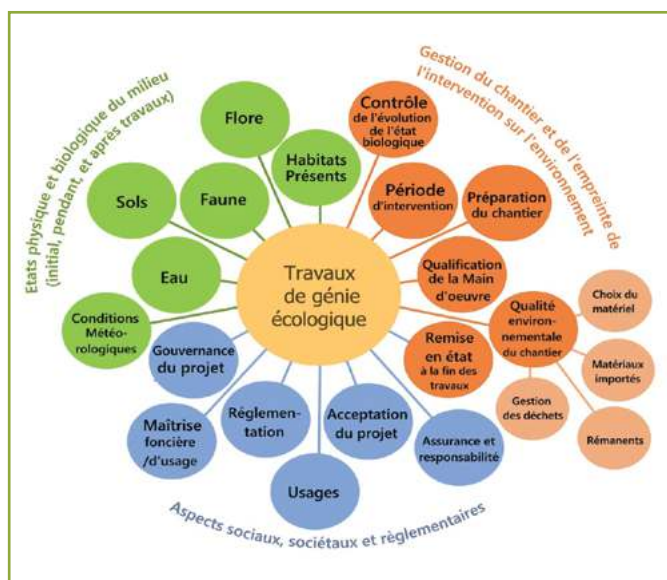 Etats physique et biologique du milieu
(initial, pendant, et après travaux)
Flore
Habitats
Présents
Faune
Sols
Eau
Conditions
Météo-
rologiques
Gestion du chantier et de l'empreinte de
l'intervention sur l'environnement
Contrôle
de l'évolution
de l'état
biologique
Période
d'intervention
Préparation
du chantier
Qualification
de la Main
d'oeuvre
Qualité
environ-
nementale
du chantier
Choix du
matériel
Matériaux
importés
Rémanents
Gestion
des déchets
Remise
en état
à la fin des
travaux
Travaux
de génie
écologique
Gouvernance
du projet
Maîtrise
foncière
/d'usage
Réglemen-
tation
Usages
Acceptation
du projet
Assurance et
responsabilité
Aspects sociaux, sociétaux et règlementaires